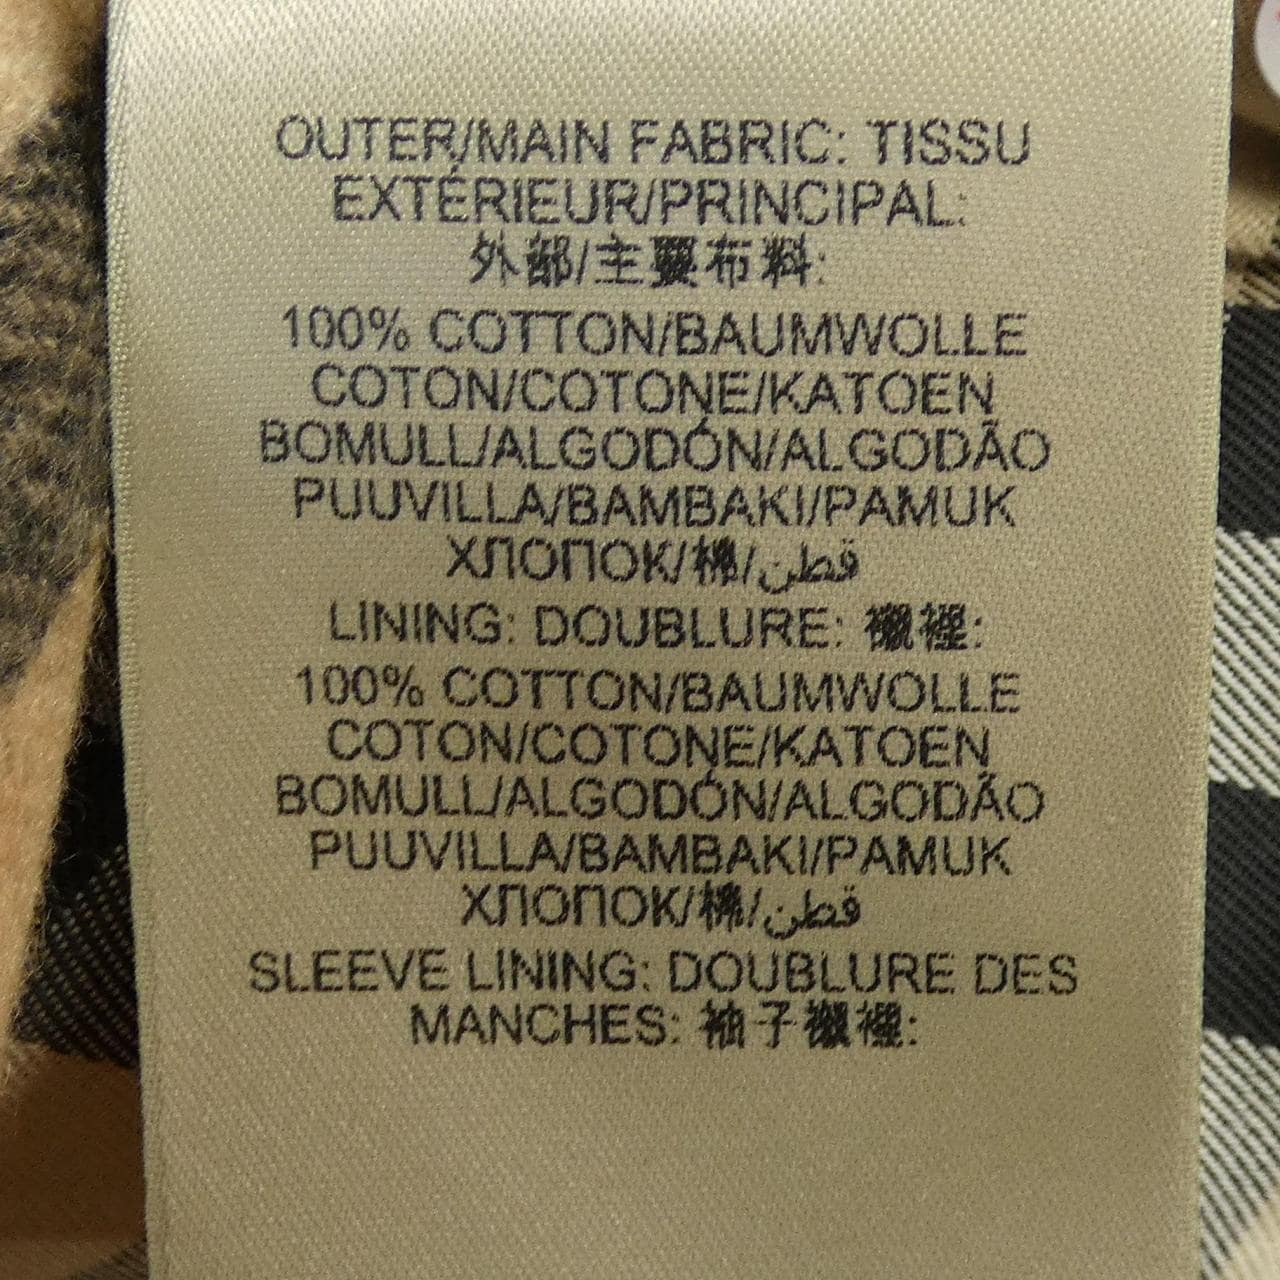 OUTER/MAIN FABRIC: TISSU
EXTÉRIEUR/PRINCIPAL:
外部/主要布料:
100% COTTON/BAUMWOLLE
COTON/COTONE/KATOEN
BOMULL/ALGODÓN/ALGODÃO
PUUVILLA/BAMBAKI/PAMUK
ХЛОПОК/棉/قطن
LINING: DOUBLURE: 襯裡:
100% COTTON/BAUMWOLLE
COTON/COTONE/KATOEN
BOMULL/ALGODÓN/ALGODÃO
PUUVILLA/BAMBAKI/PAMUK
ХЛОПОК/棉/قطن
SLEEVE LINING: DOUBLURE DES
MANCHES: 袖子襯裡: